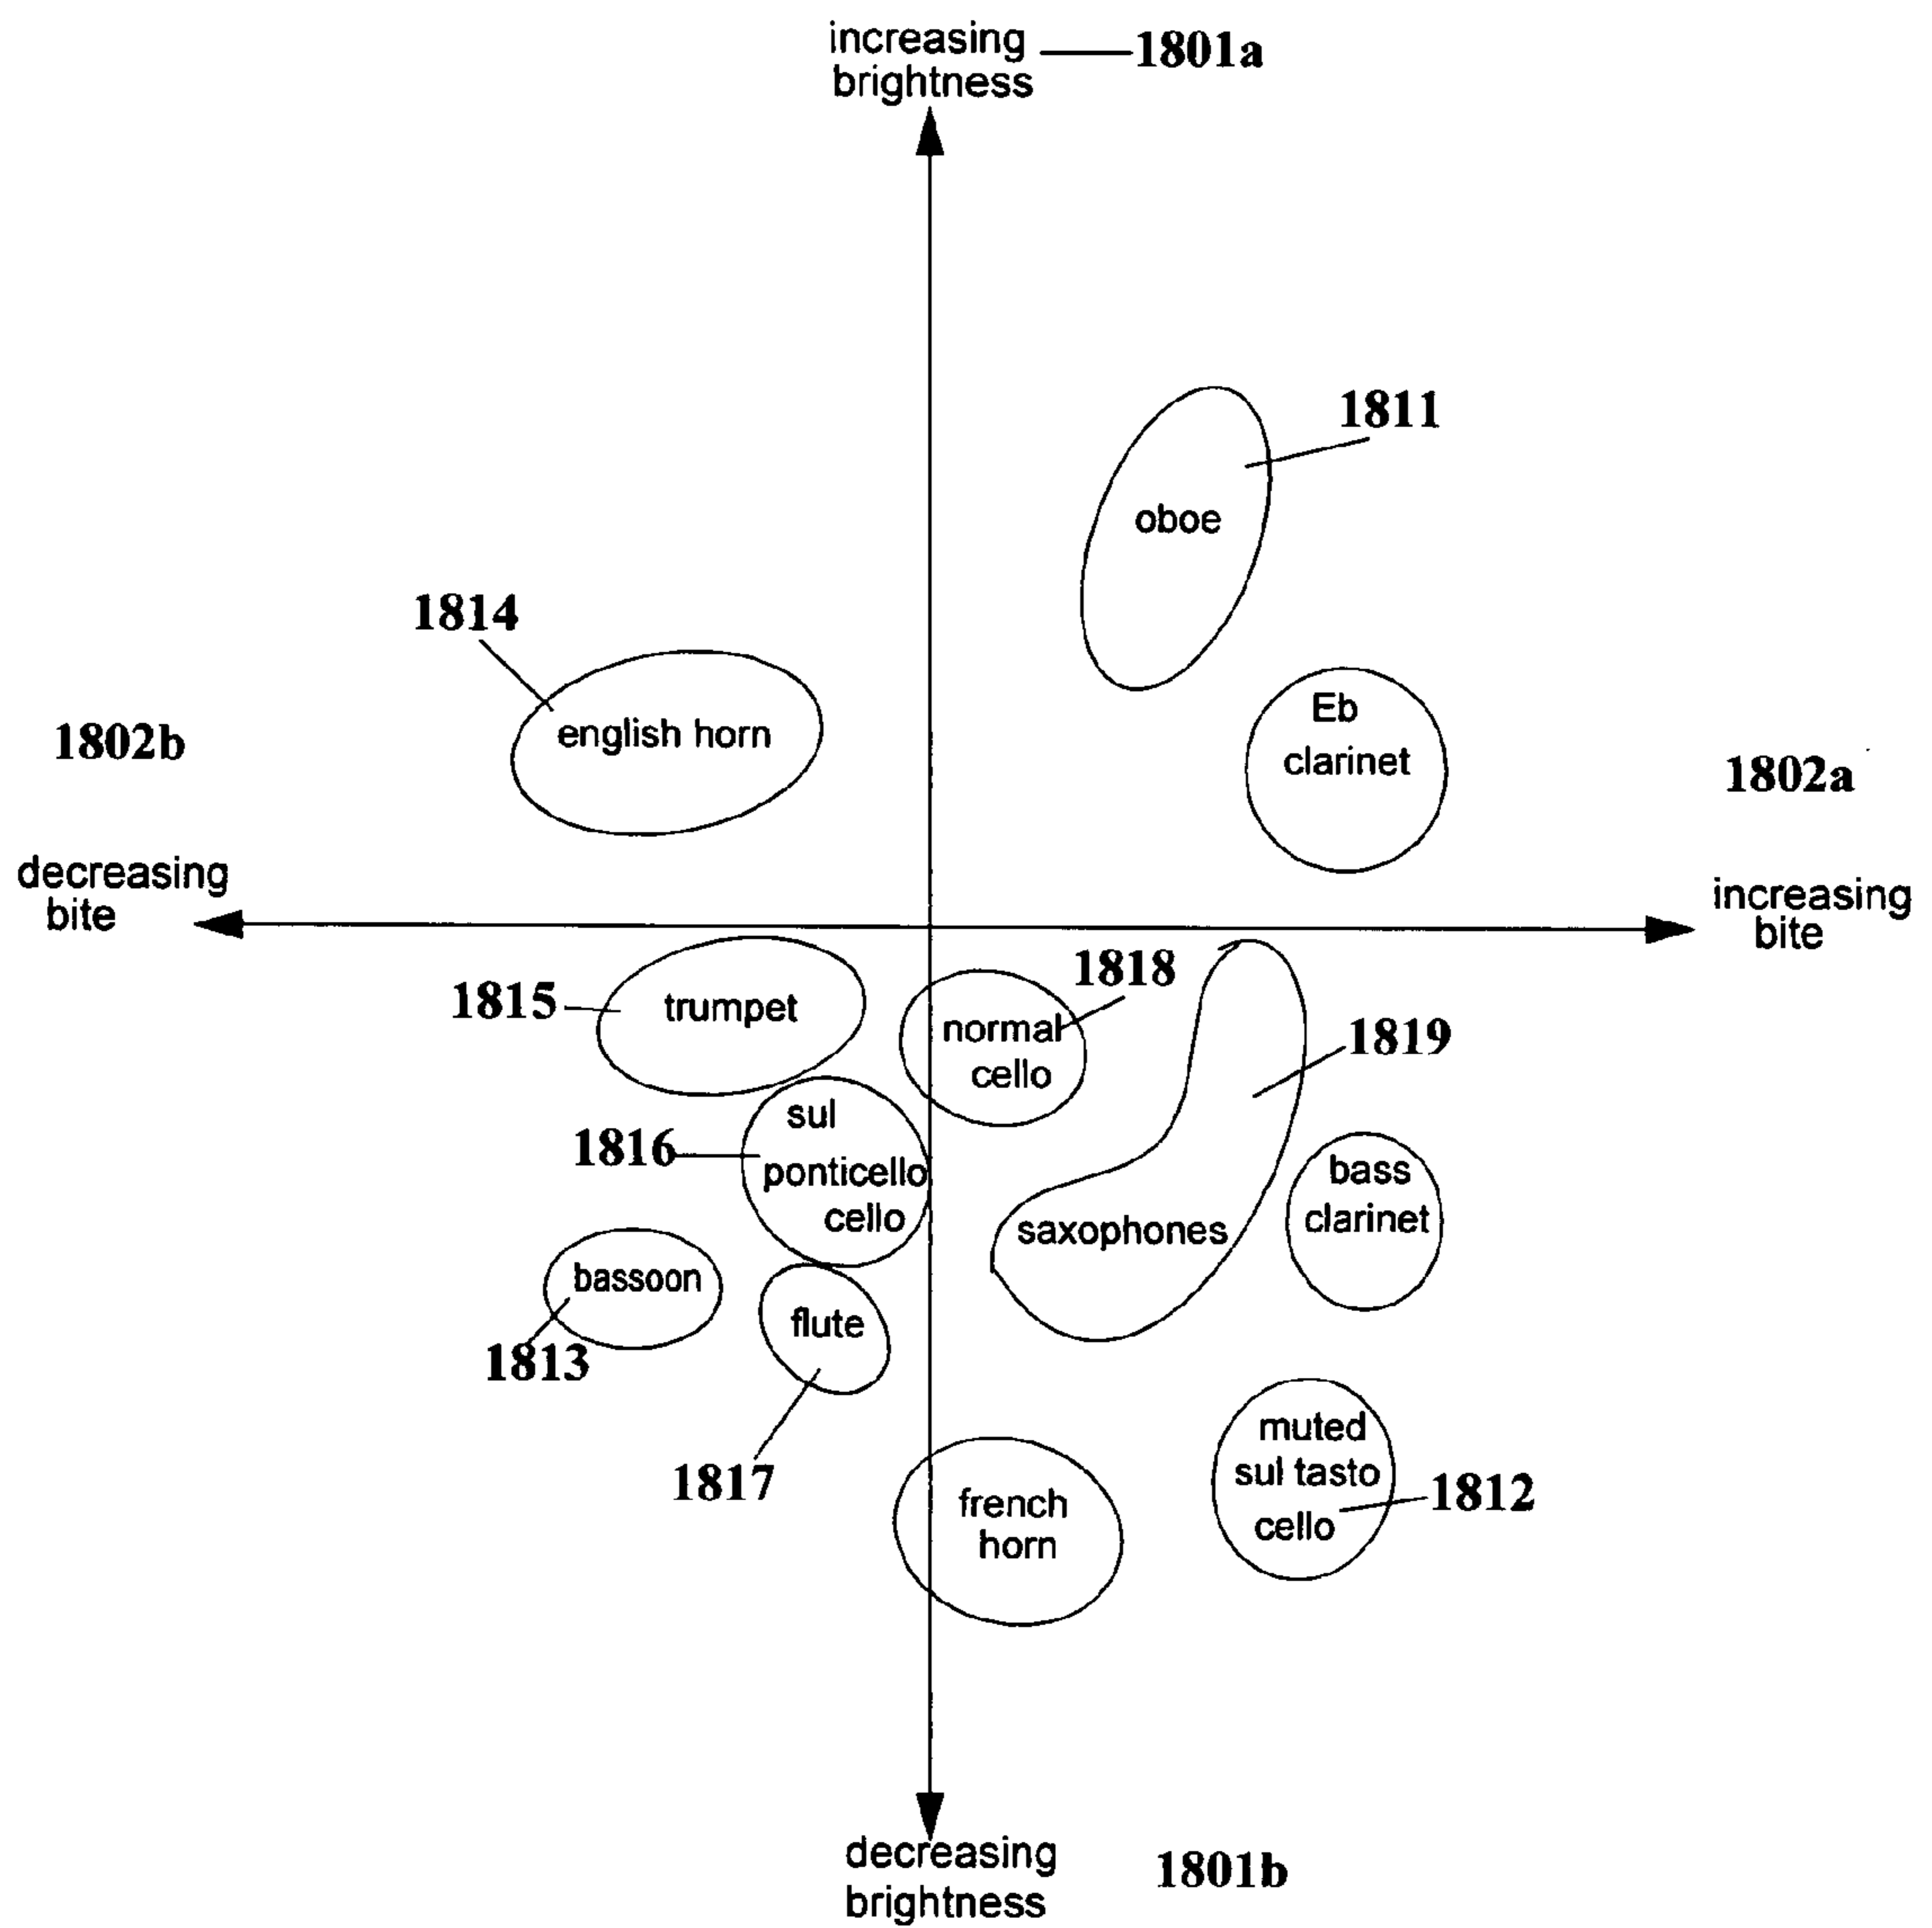 increasing
brightness
1801a
1811
oboe
1814
english horn
Eb
clarinet
1802b
1802a
decreasing
bite
increasing
bite
1815
trumpet
1818
normal
cello
1819
sul
ponticello
cello
1816
saxophones
bass
clarinet
bassoon
1813
flute
1817
french
horn
muted
sul tasto
cello
1812
decreasing
brightness
1801b